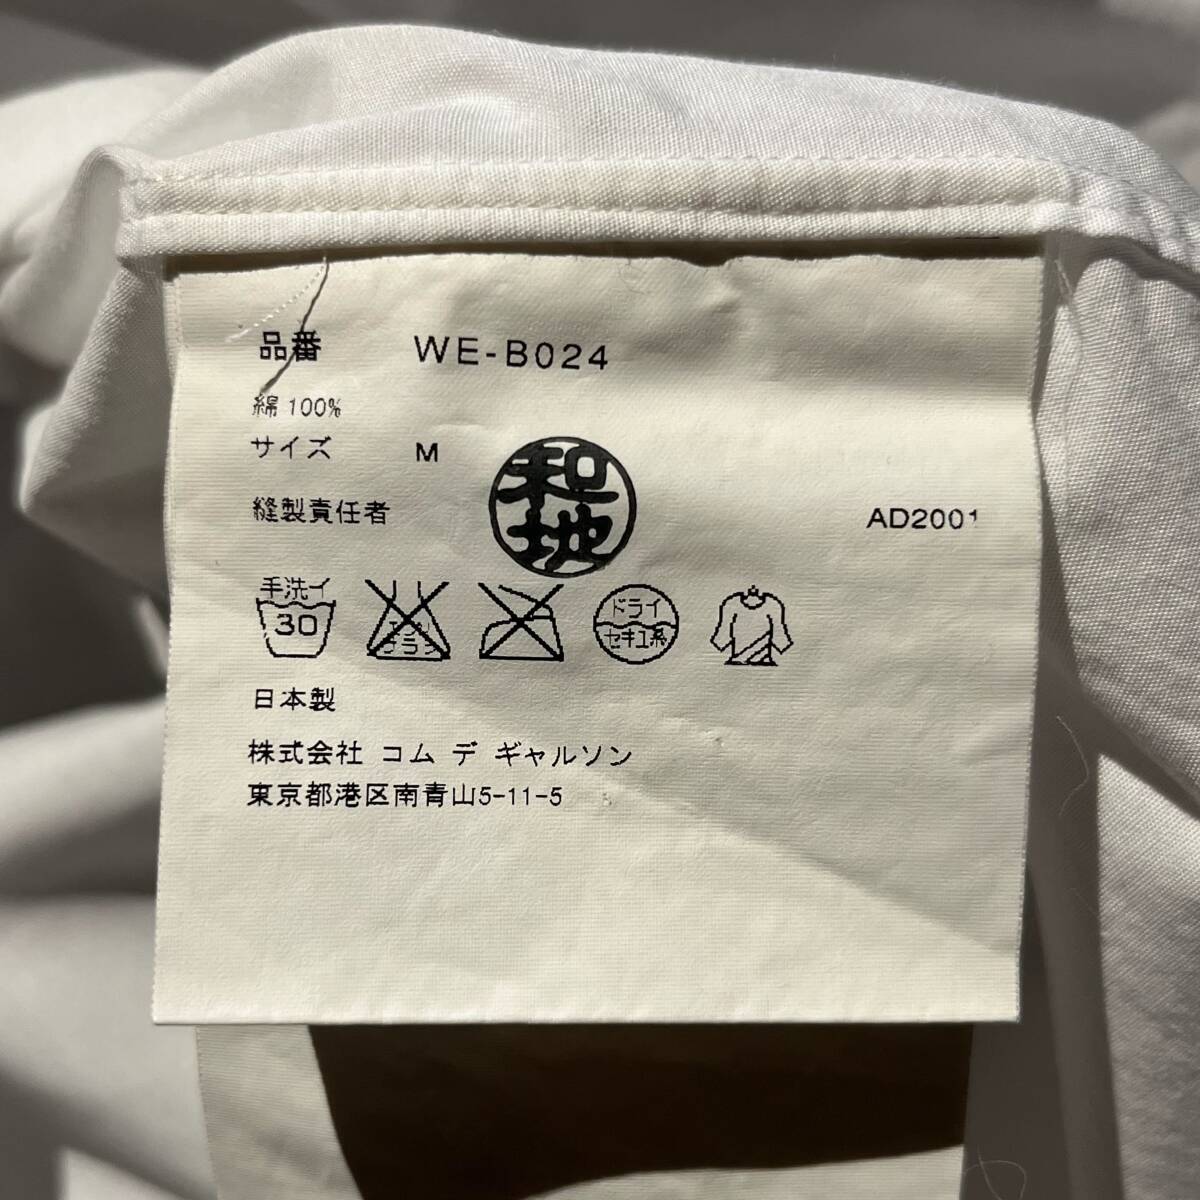 品番 WE-B024
綿 100%
サイズ M
和地
縫製責任者 AD2001
手洗イ
30
ドライ
セキユ系
日本製
株式会社 コム デ ギャルソン
東京都港区南青山5-11-5